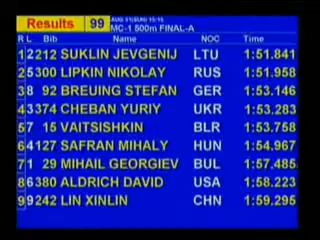 Results 99 AUG 31(SUN) 15:15
MC-1 500m FINAL-A
R L Bib Name NOC Time
1 2 212 SUKLIN JEVGENIJ LTU 1:51.841
2 5 300 LIPKIN NIKOLAY RUS 1:51.958
3 8 92 BREUING STEFAN GER 1:53.146
4 3 374 CHEBAN YURIY UKR 1:53.283
5 7 15 VAITSISHKIN BLR 1:53.758
6 4 127 SAFRAN MIHALY HUN 1:54.967
7 1 29 MIHAIL GEORGIEV BUL 1:57.485
8 6 380 ALDRICH DAVID USA 1:58.223
9 9 242 LIN XINLIN CHN 1:59.295